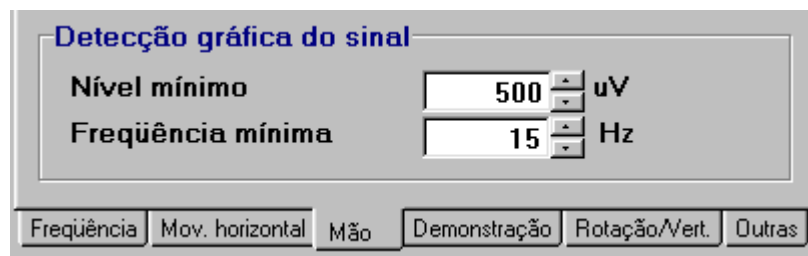 Detecção gráfica do sinal
Nível mínimo 500 uV
Freqüência mínima 15 Hz
Freqüência Mov. horizontal Mão Demonstração Rotação/Vert. Outras